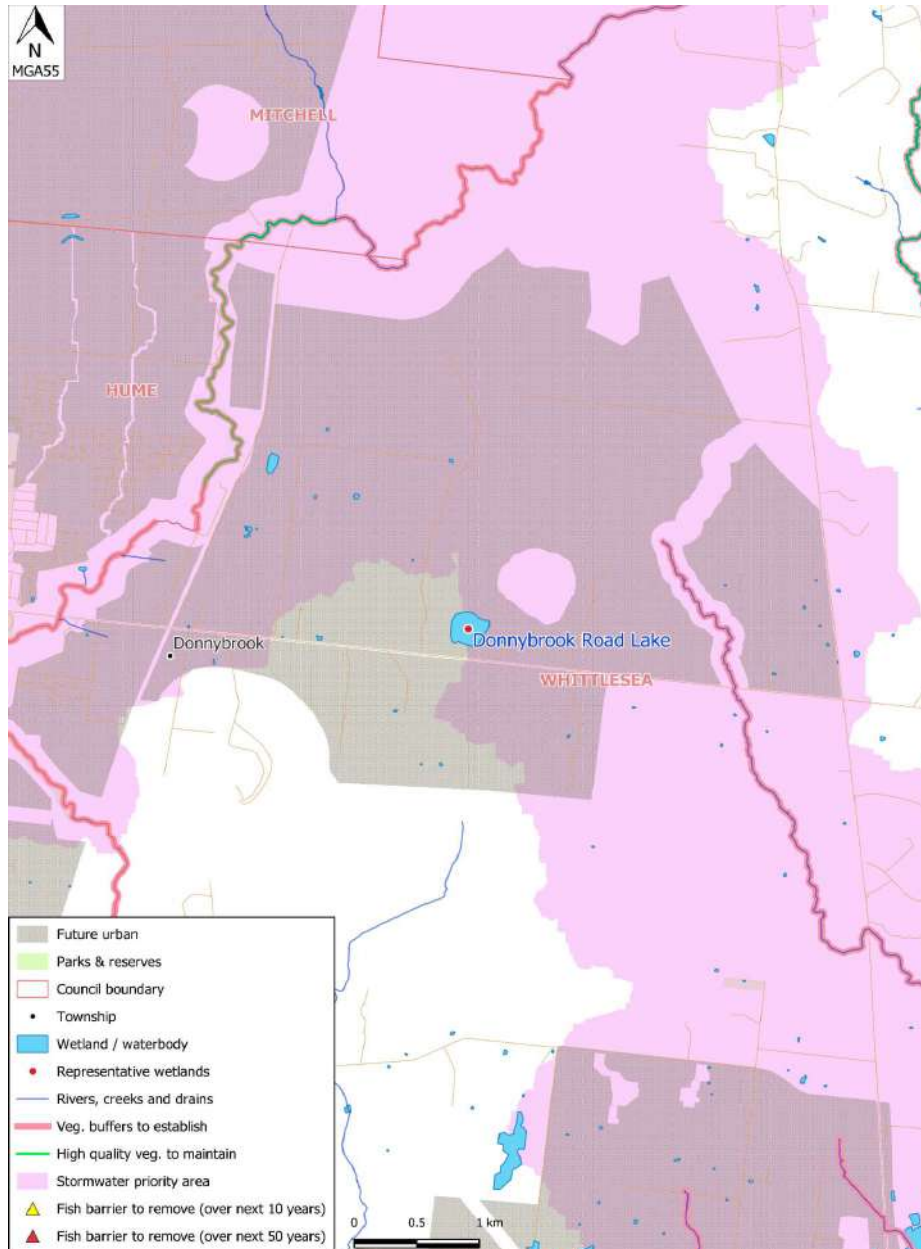 N
MGA55
MITCHELL
HUME
Donnybrook
Donnybrook Road Lake
WHITTLESEA
Future urban
Parks & reserves
Council boundary
Township
Wetland / waterbody
Representative wetlands
Rivers, creeks and drains
Veg. buffers to establish
High quality veg. to maintain
Stormwater priority area
Fish barrier to remove (over next 10 years)
Fish barrier to remove (over next 50 years)
0 0.5 1 km